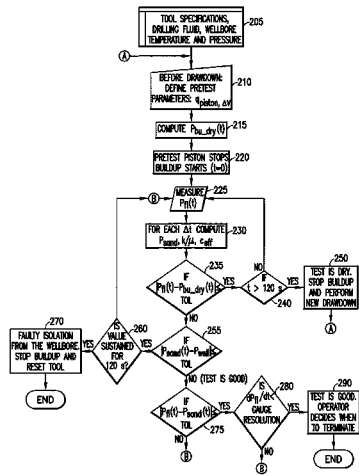 TOOL SPECIFICATIONS,
DRILLING FLUID, WELLBORE
TEMPERATURE AND PRESSURE
205
A
BEFORE DRAWDOWN:
DEFINE PRETEST
PARAMETERS: qpiston, ΔV
210
COMPUTE Pbu_dry(t)
215
PRETEST PISTON STOPS
BUILDUP STARTS (t=0)
220
B
MEASURE
Pfl(t)
225
FOR EACH Δt COMPUTE
Psand, k/μ, ceff
230
235
IF
|Pfl(t)-Pbu_dry(t)|≤
TOL
YES
NO
NO
IF
t > 120 s
240
YES
250
TEST IS DRY.
STOP BUILDUP
AND PERFORM
NEW DRAWDOWN
A
270
FAULTY ISOLATION
FROM THE WELLBORE.
STOP BUILDUP AND
RESET TOOL
END
YES
260
IS
VALUE
SUSTAINED
FOR
120 s?
YES
255
IF
|Psand(t)-Pwell|≤
TOL
NO (TEST IS GOOD)
IF
|Pfl(t)-Psand(t)|≤
TOL
275
NO
B
YES
280
IS
dPfl/dt<
GAUGE
RESOLUTION
NO
B
YES
290
TEST IS GOOD.
OPERATOR
DECIDES WHEN
TO TERMINATE
END